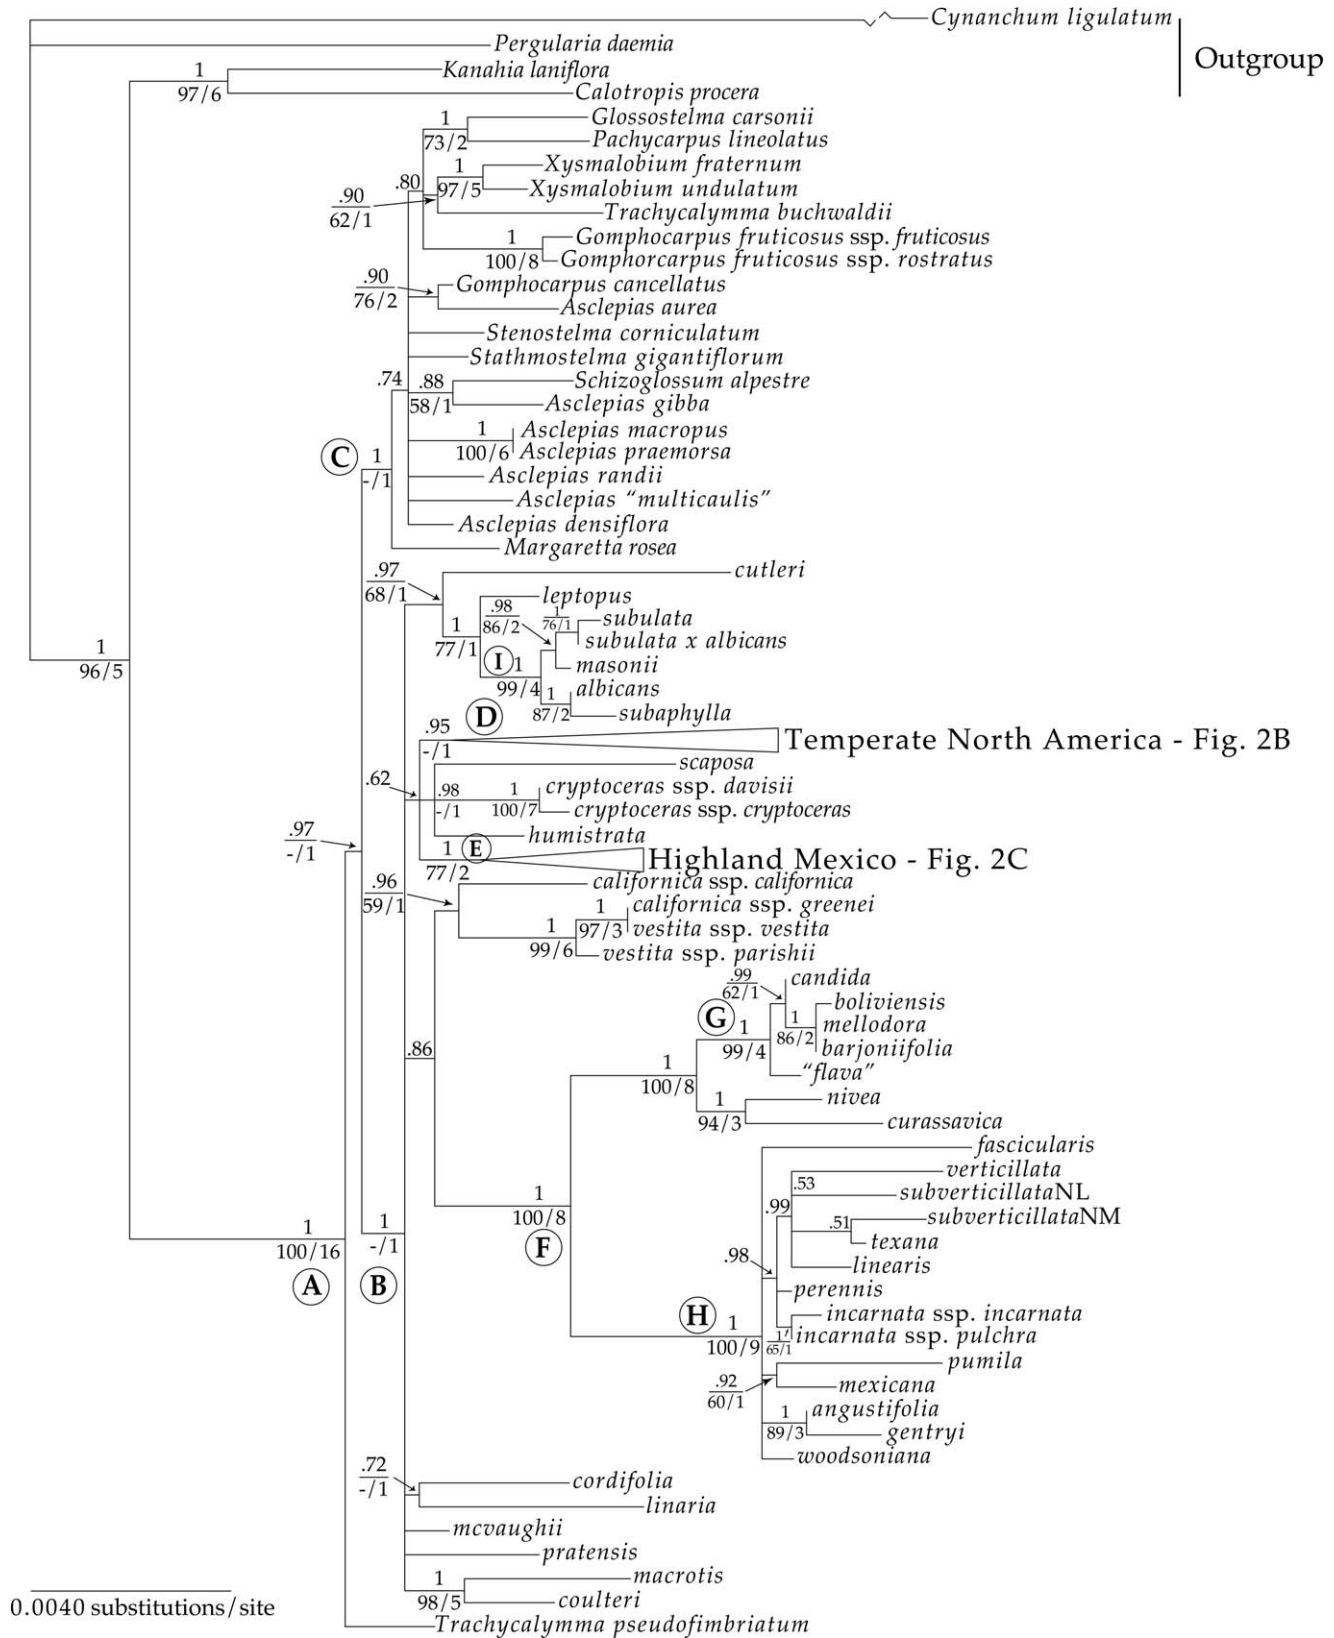 Cynanchum ligulatum
Pergularia daemia
Outgroup
1
Kanahia laniflora
97/6
Calotropis procera
1
Glossostelma carsonii
73/2
Pachycarpus lineolatus
1
Xysmalobium fraternum
.80
97/5
Xysmalobium undulatum
.90
62/1
Trachycalymma buchwaldii
1
Gomphocarpus fruticosus ssp. fruticosus
100/8
Gomphorcarpus fruticosus ssp. rostratus
.90
76/2
Gomphocarpus cancellatus
Asclepias aurea
Stenostelma corniculatum
Stathmostelma gigantiflorum
.74
.88
Schizoglossum alpestre
58/1
Asclepias gibba
1
Asclepias macropus
100/6
Asclepias praemorsa
C
1
-/1
Asclepias randii
Asclepias "multicaulis"
Asclepias densiflora
Margaretta rosea
.97
68/1
cutleri
leptopus
.98
86/2
1
76/1
subulata
1
77/1
subulata x albicans
1
96/5
I
1
masonii
99/4
1
albicans
87/2
subaphylla
D
.95
-/1
Temperate North America - Fig. 2B
scaposa
.62
.98
-/1
1
cryptoceras ssp. davisii
100/7
cryptoceras ssp. cryptoceras
.97
-/1
humistrata
1
E
77/2
Highland Mexico - Fig. 2C
.96
59/1
californica ssp. californica
1
californica ssp. greenei
1
97/3
vestita ssp. vestita
99/6
vestita ssp. parishii
.99
62/1
candida
boliviensis
G
1
1
mellodora
99/4
86/2
barjoniifolia
.86
1
"flava"
100/8
nivea
1
94/3
curassavica
fascicularis
verticillata
.53
1
.99
subverticillataNL
100/8
.51
subverticillataNM
1
100/16
1
-/1
F
texana
.98
linearis
A
B
perennis
H
1
incarnata ssp. incarnata
100/9
1
65/1
incarnata ssp. pulchra
pumila
.92
60/1
mexicana
1
angustifolia
89/3
gentryi
woodsoniana
.72
-/1
cordifolia
linaria
mcvaughii
pratensis
1
macrotis
98/5
coulteri
0.0040 substitutions/site
Trachycalymma pseudofimbriatum